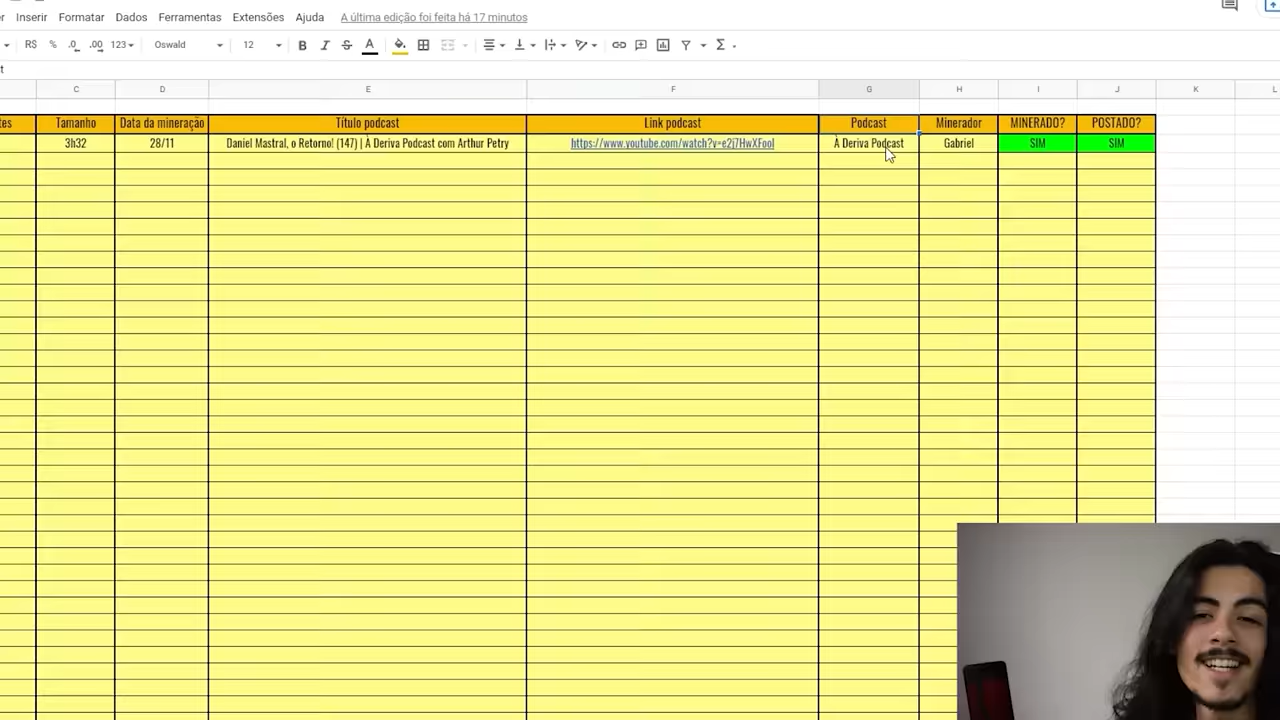 Inserir Formatar Dados Ferramentas Extensões Ajuda A última edição foi feita há 17 minutos
R$ % .0 .00 123 Oswald 12 B I S A
C D E F G H I J K L
Tamanho Data da mineração Título podcast Link podcast Podcast Minerador MINERADO? POSTADO?
3h32 28/11 Daniel Mastral, o Retorno! (147) | À Deriva Podcast com Arthur Petry https://www.youtube.com/watch?v=e2j7HwXFooI À Deriva Podcast Gabriel SIM SIM